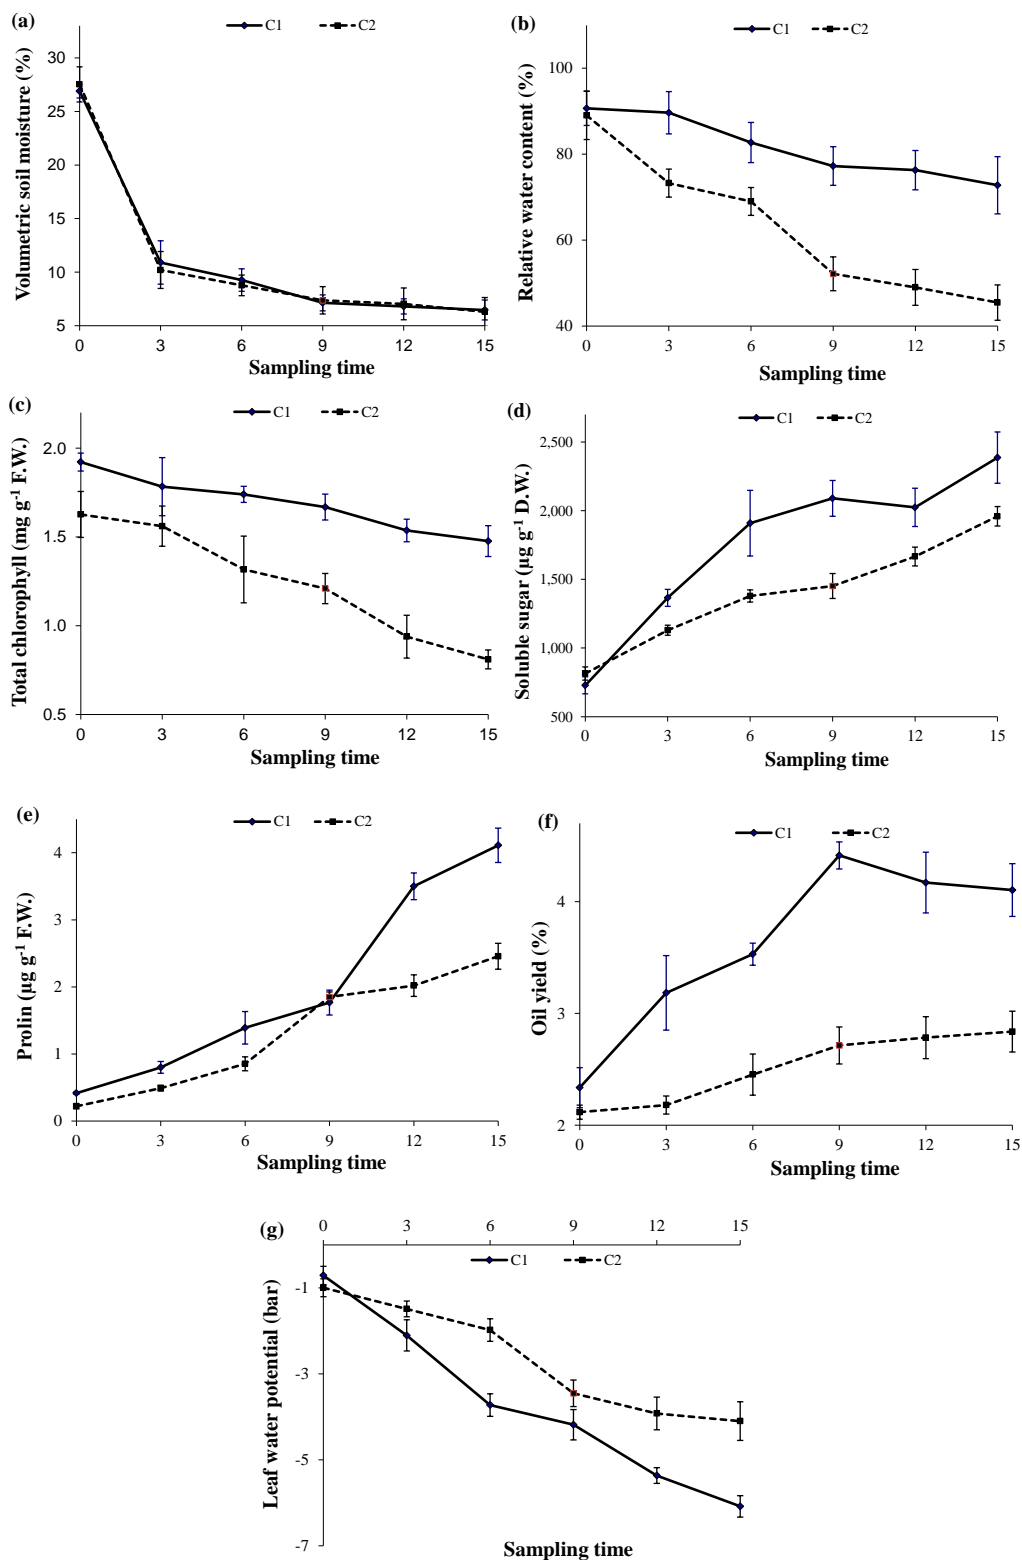 (a)
C1 C2
Volumetric soil moisture (%)
30
25
20
15
10
5
0 3 6 9 12 15
Sampling time
(b)
C1 C2
Relative water content (%)
100
80
60
40
0 3 6 9 12 15
Sampling time
(c)
C1 C2
Total chlorophyll (mg g-1 F.W.)
2.0
1.5
1.0
0.5
0 3 6 9 12 15
Sampling time
(d)
C1 C2
Soluble sugar (µg g-1 D.W.)
2,500
2,000
1,500
1,000
500
0 3 6 9 12 15
Sampling time
(e)
C1 C2
Prolin (µg g-1 F.W.)
4
3
2
1
0
0 3 6 9 12 15
Sampling time
(f)
C1 C2
Oil yield (%)
4
3
2
0 3 6 9 12 15
Sampling time
(g)
0 3 6 9 12 15
C1 C2
Leaf water potential (bar)
-1
-3
-5
-7
Sampling time